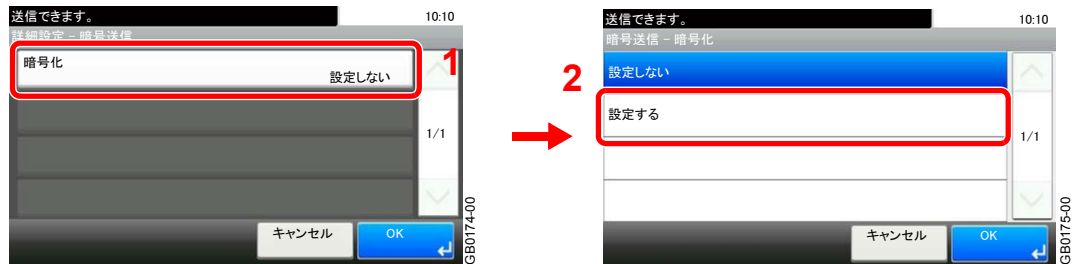 送信できます。
10:10
詳細設定 - 暗号送信
暗号化
設定しない
1
1/1
キャンセル
OK
GB0174-00
送信できます。
10:10
暗号送信 - 暗号化
2
設定しない
設定する
1/1
キャンセル
OK
GB0175-00